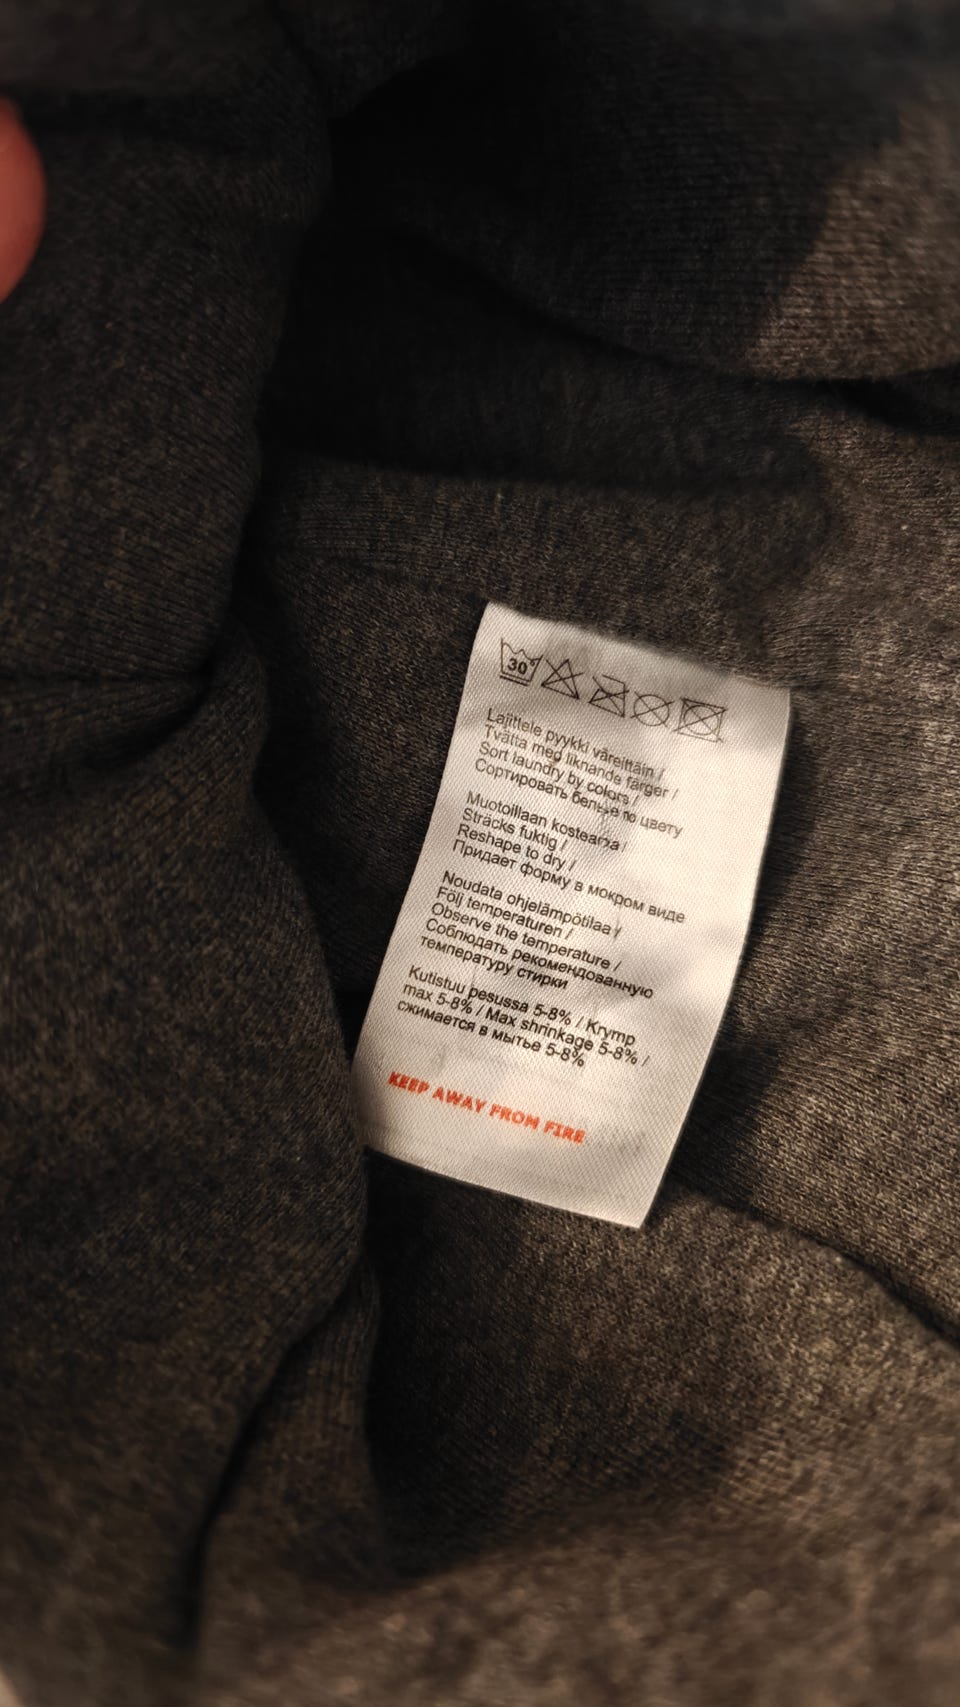 30°
Lajittele pyykki väreittäin /
Tvätta med liknande färger /
Sort laundry by colors /
Сортировать белье по цвету
Muotoillaan kosteana /
Sträcks fuktig /
Reshape to dry /
Придает форму в мокром виде
Noudata ohjelämpötilaa /
Följ temperaturen /
Observe the temperature /
Соблюдать рекомендованную
температуру стирки
Kutistuu pesussa 5-8% / Krymp
max 5-8% / Max shrinkage 5-8% /
сжимается в мытье 5-8%
KEEP AWAY FROM FIRE